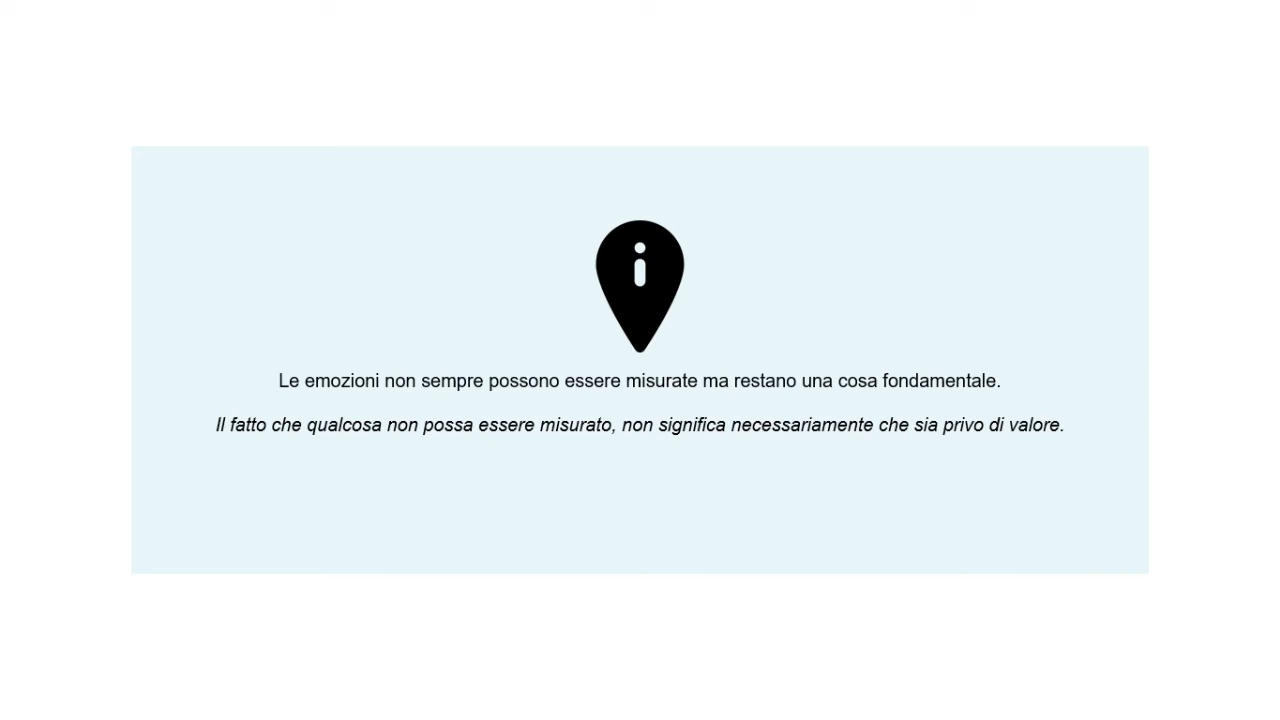 Le emozioni non sempre possono essere misurate ma restano una cosa fondamentale.
Il fatto che qualcosa non possa essere misurato, non significa necessariamente che sia privo di valore.